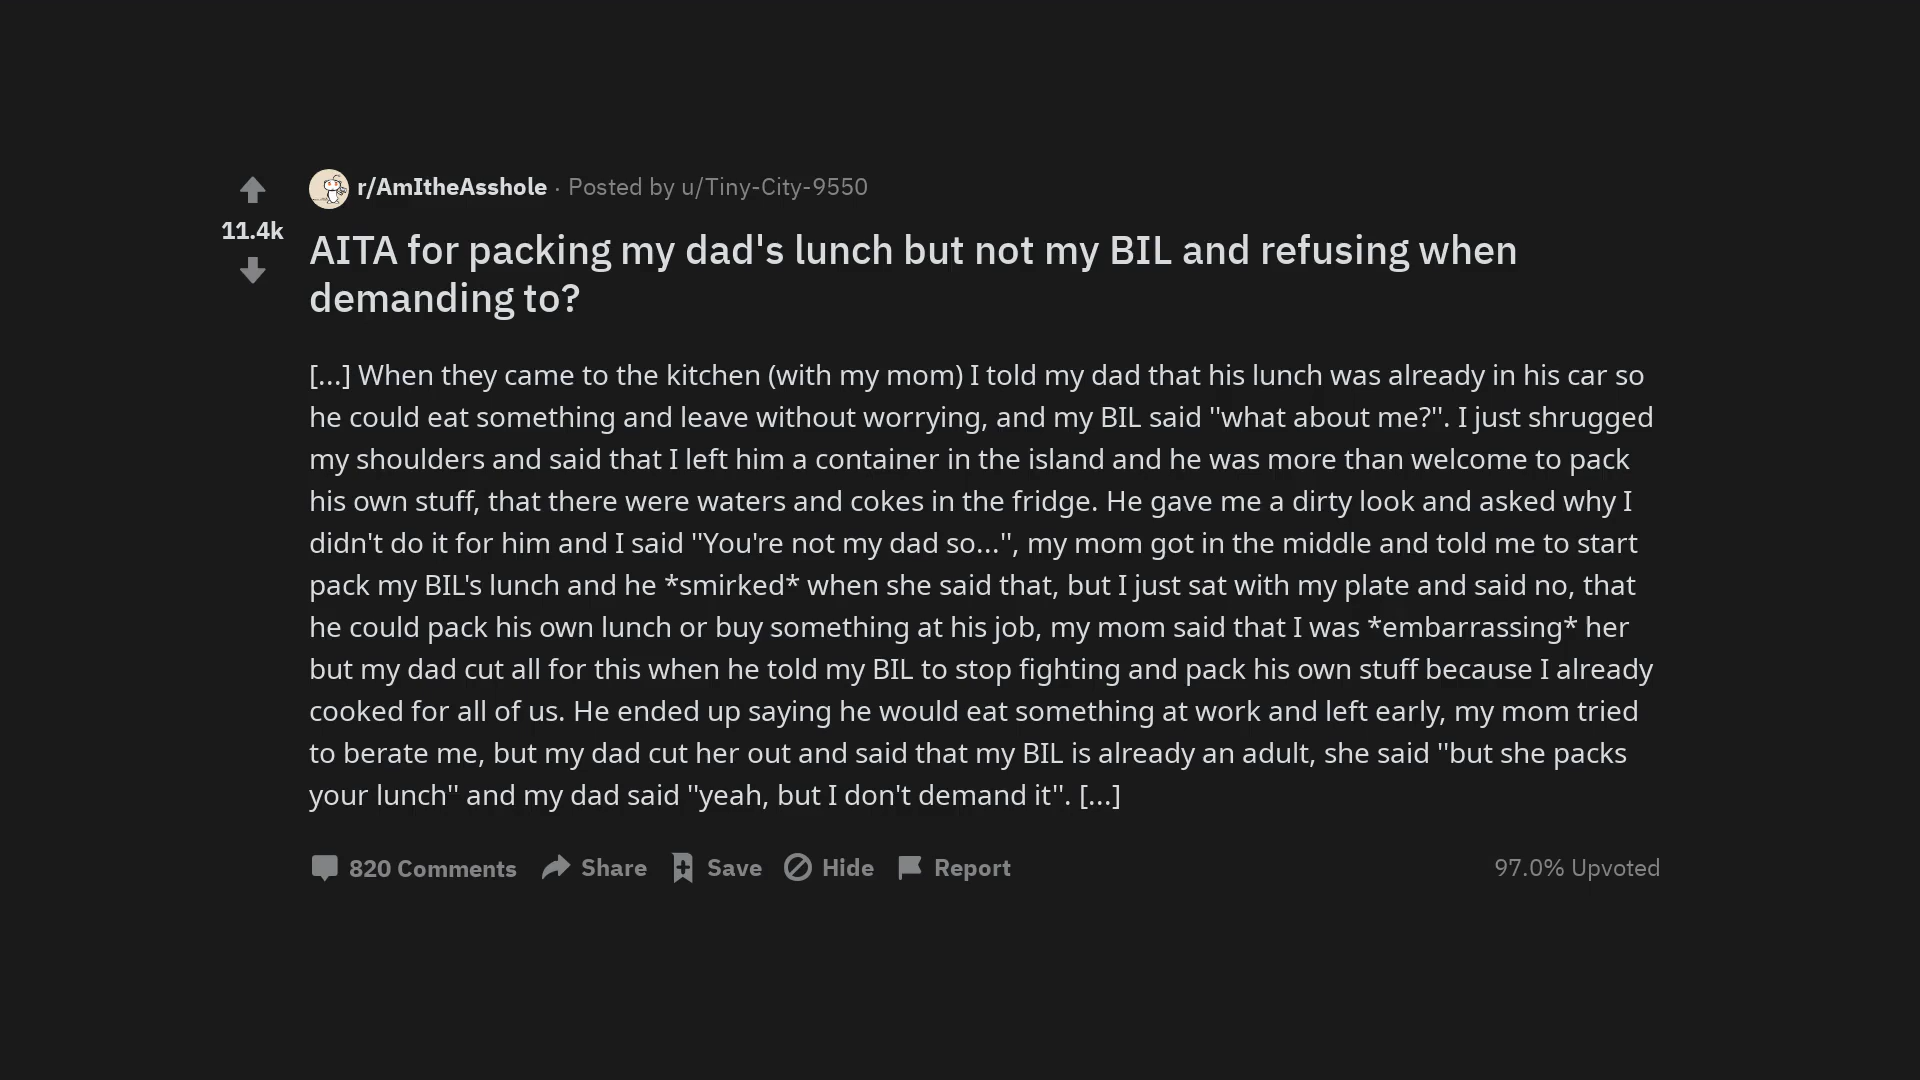 r/AmItheAsshole · Posted by u/Tiny-City-9550
11.4k
AITA for packing my dad's lunch but not my BIL and refusing when
demanding to?
[...] When they came to the kitchen (with my mom) I told my dad that his lunch was already in his car so
he could eat something and leave without worrying, and my BIL said ''what about me?''. I just shrugged
my shoulders and said that I left him a container in the island and he was more than welcome to pack
his own stuff, that there were waters and cokes in the fridge. He gave me a dirty look and asked why I
didn't do it for him and I said ''You're not my dad so...'', my mom got in the middle and told me to start
pack my BIL's lunch and he *smirked* when she said that, but I just sat with my plate and said no, that
he could pack his own lunch or buy something at his job, my mom said that I was *embarrassing* her
but my dad cut all for this when he told my BIL to stop fighting and pack his own stuff because I already
cooked for all of us. He ended up saying he would eat something at work and left early, my mom tried
to berate me, but my dad cut her out and said that my BIL is already an adult, she said ''but she packs
your lunch'' and my dad said ''yeah, but I don't demand it''. [...]
820 Comments Share Save Hide Report 97.0% Upvoted